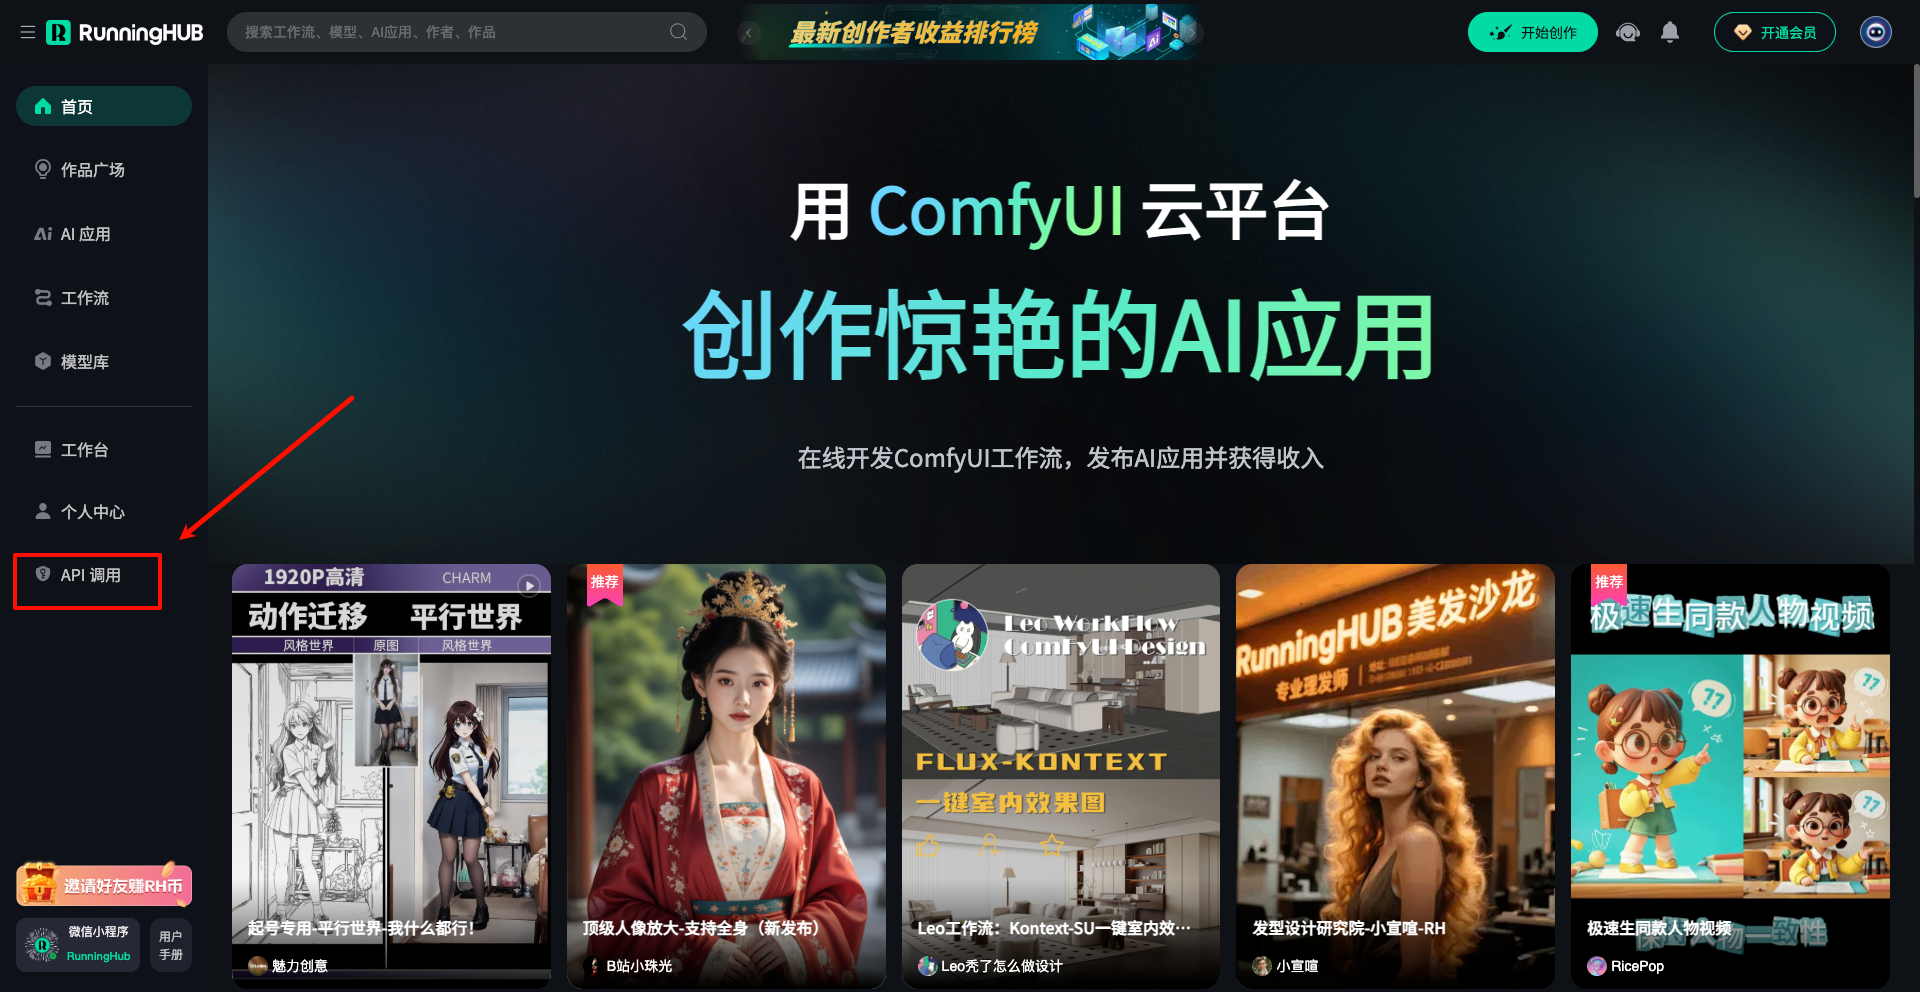 RunningHUB
搜索工作流、模型、AI应用、作者、作品
最新创作者收益排行榜
Ai
开始创作
开通会员
首页
作品广场
AI 应用
工作流
模型库
工作台
个人中心
API 调用
邀请好友赚RH币
微信小程序
RunningHub
用户
手册
用 ComfyUI 云平台
创作惊艳的AI应用
在线开发ComfyUI工作流，发布AI应用并获得收入
1920P高清
CHARM
动作迁移 平行世界
风格世界 原图 风格世界
起号专用-平行世界-我什么都行！
魅力创意
推荐
顶级人像放大-支持全身（新发布）
B站小珠光
Leo WorkFlow
ComfyUI-Design
FLUX-KONTEXT
一键室内效果图
Leo工作流：Kontext-SU一键室内效···
Leo秃了怎么做设计
RunningHUB美发沙龙
专业理发师
发型设计研究院-小宣喧-RH
小宣喧
推荐
极速生同款人物视频
保持人物一致性
极速生同款人物视频
RicePop